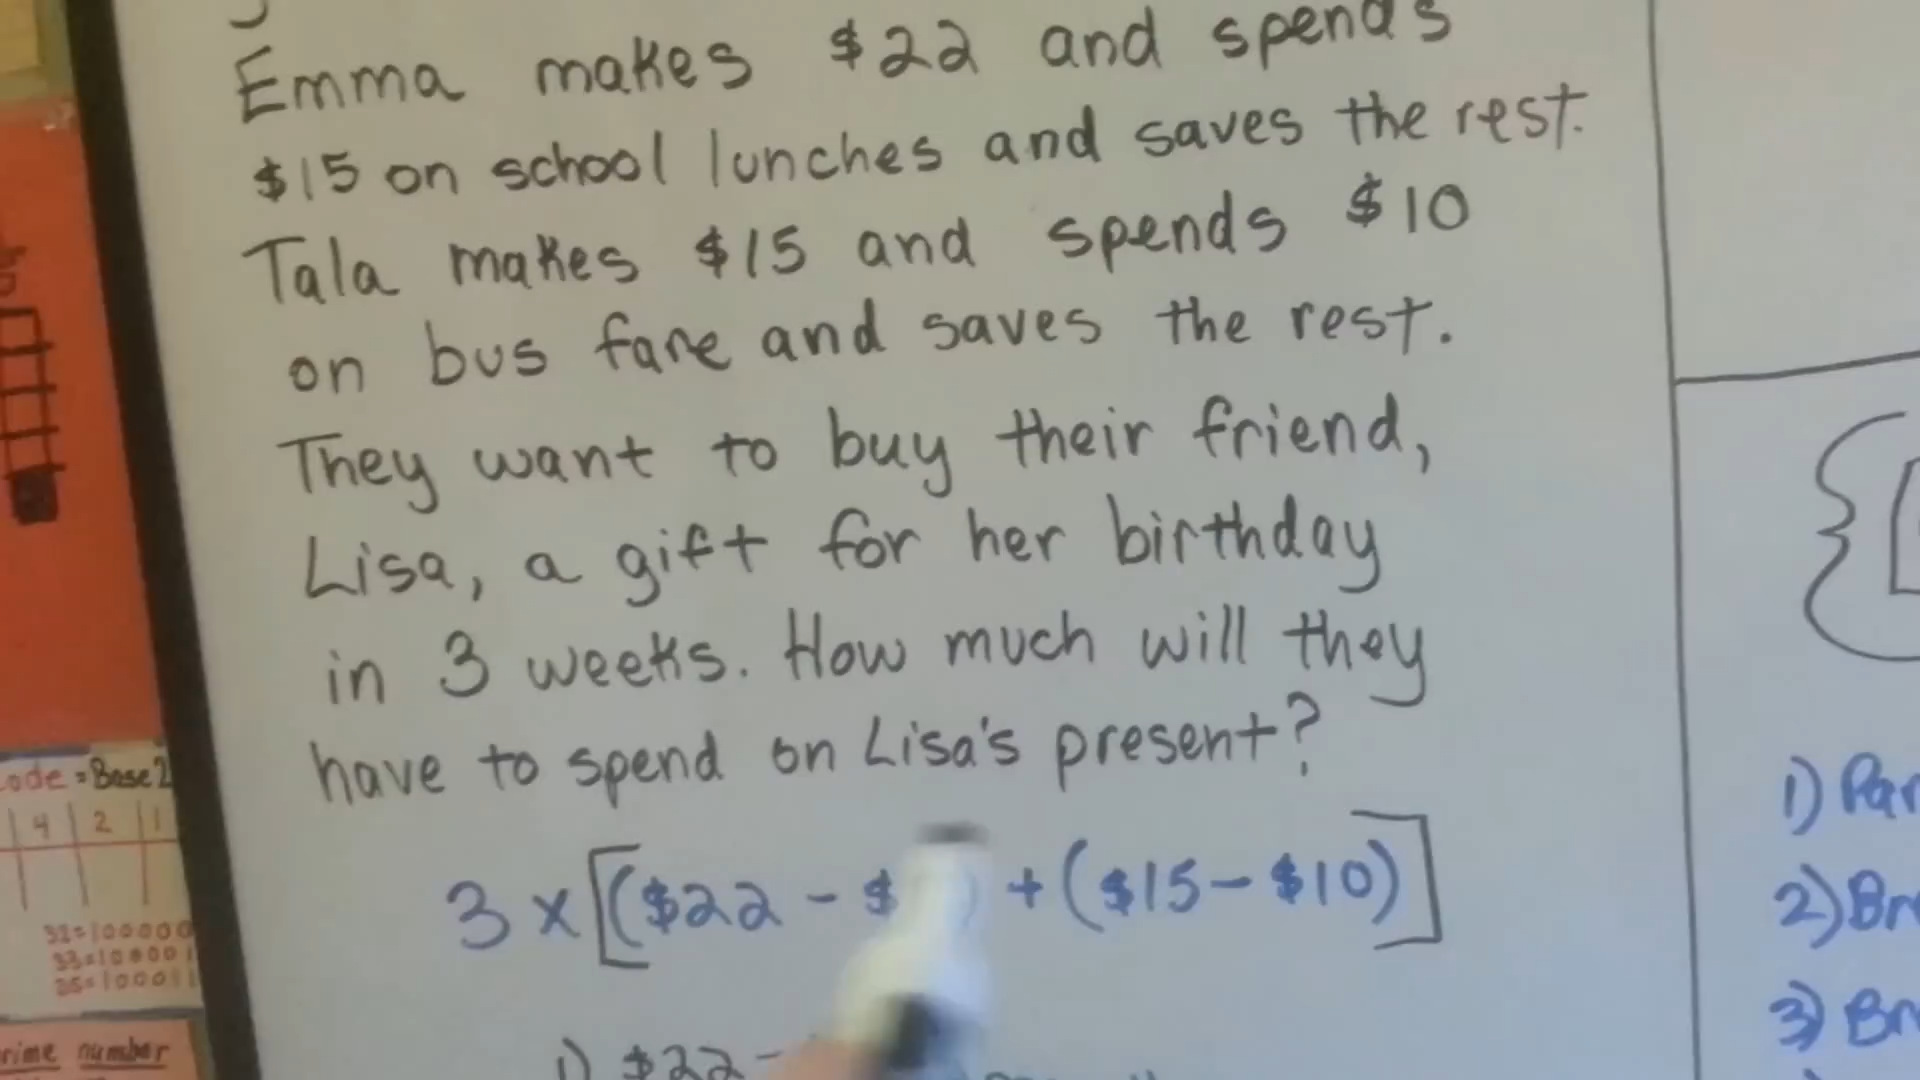 Emma makes $22 and spends
$15 on school lunches and saves the rest.
Tala makes $15 and spends $10
on bus fare and saves the rest.
They want to buy their friend,
Lisa, a gift for her birthday
in 3 weeks. How much will they
have to spend on Lisa's present?
3 x [($22 - $ ) + ($15 - $10)]
1) $22 -
ode = Base 2
4 2 1
32=100000
33=100001
35=100011
rime number
1) Par
2) Br
3) Br